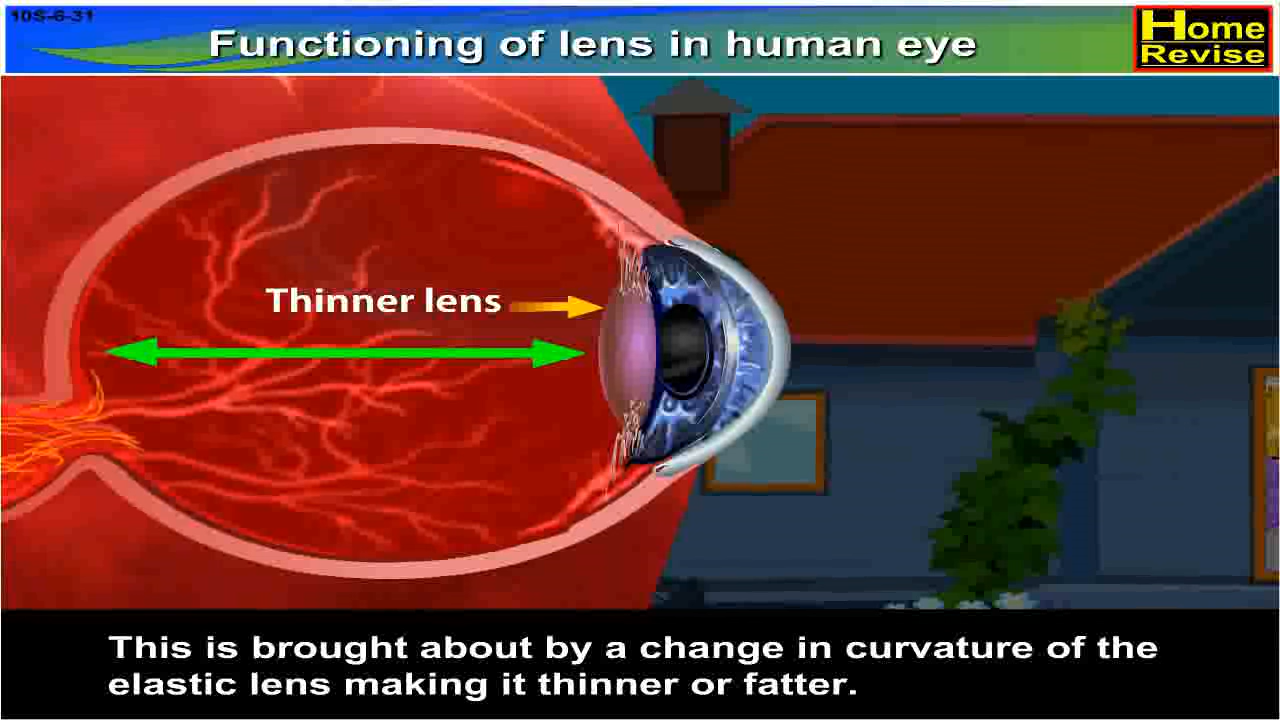 10S-6-31
Functioning of lens in human eye
Home
Revise
Thinner lens
This is brought about by a change in curvature of the
elastic lens making it thinner or fatter.